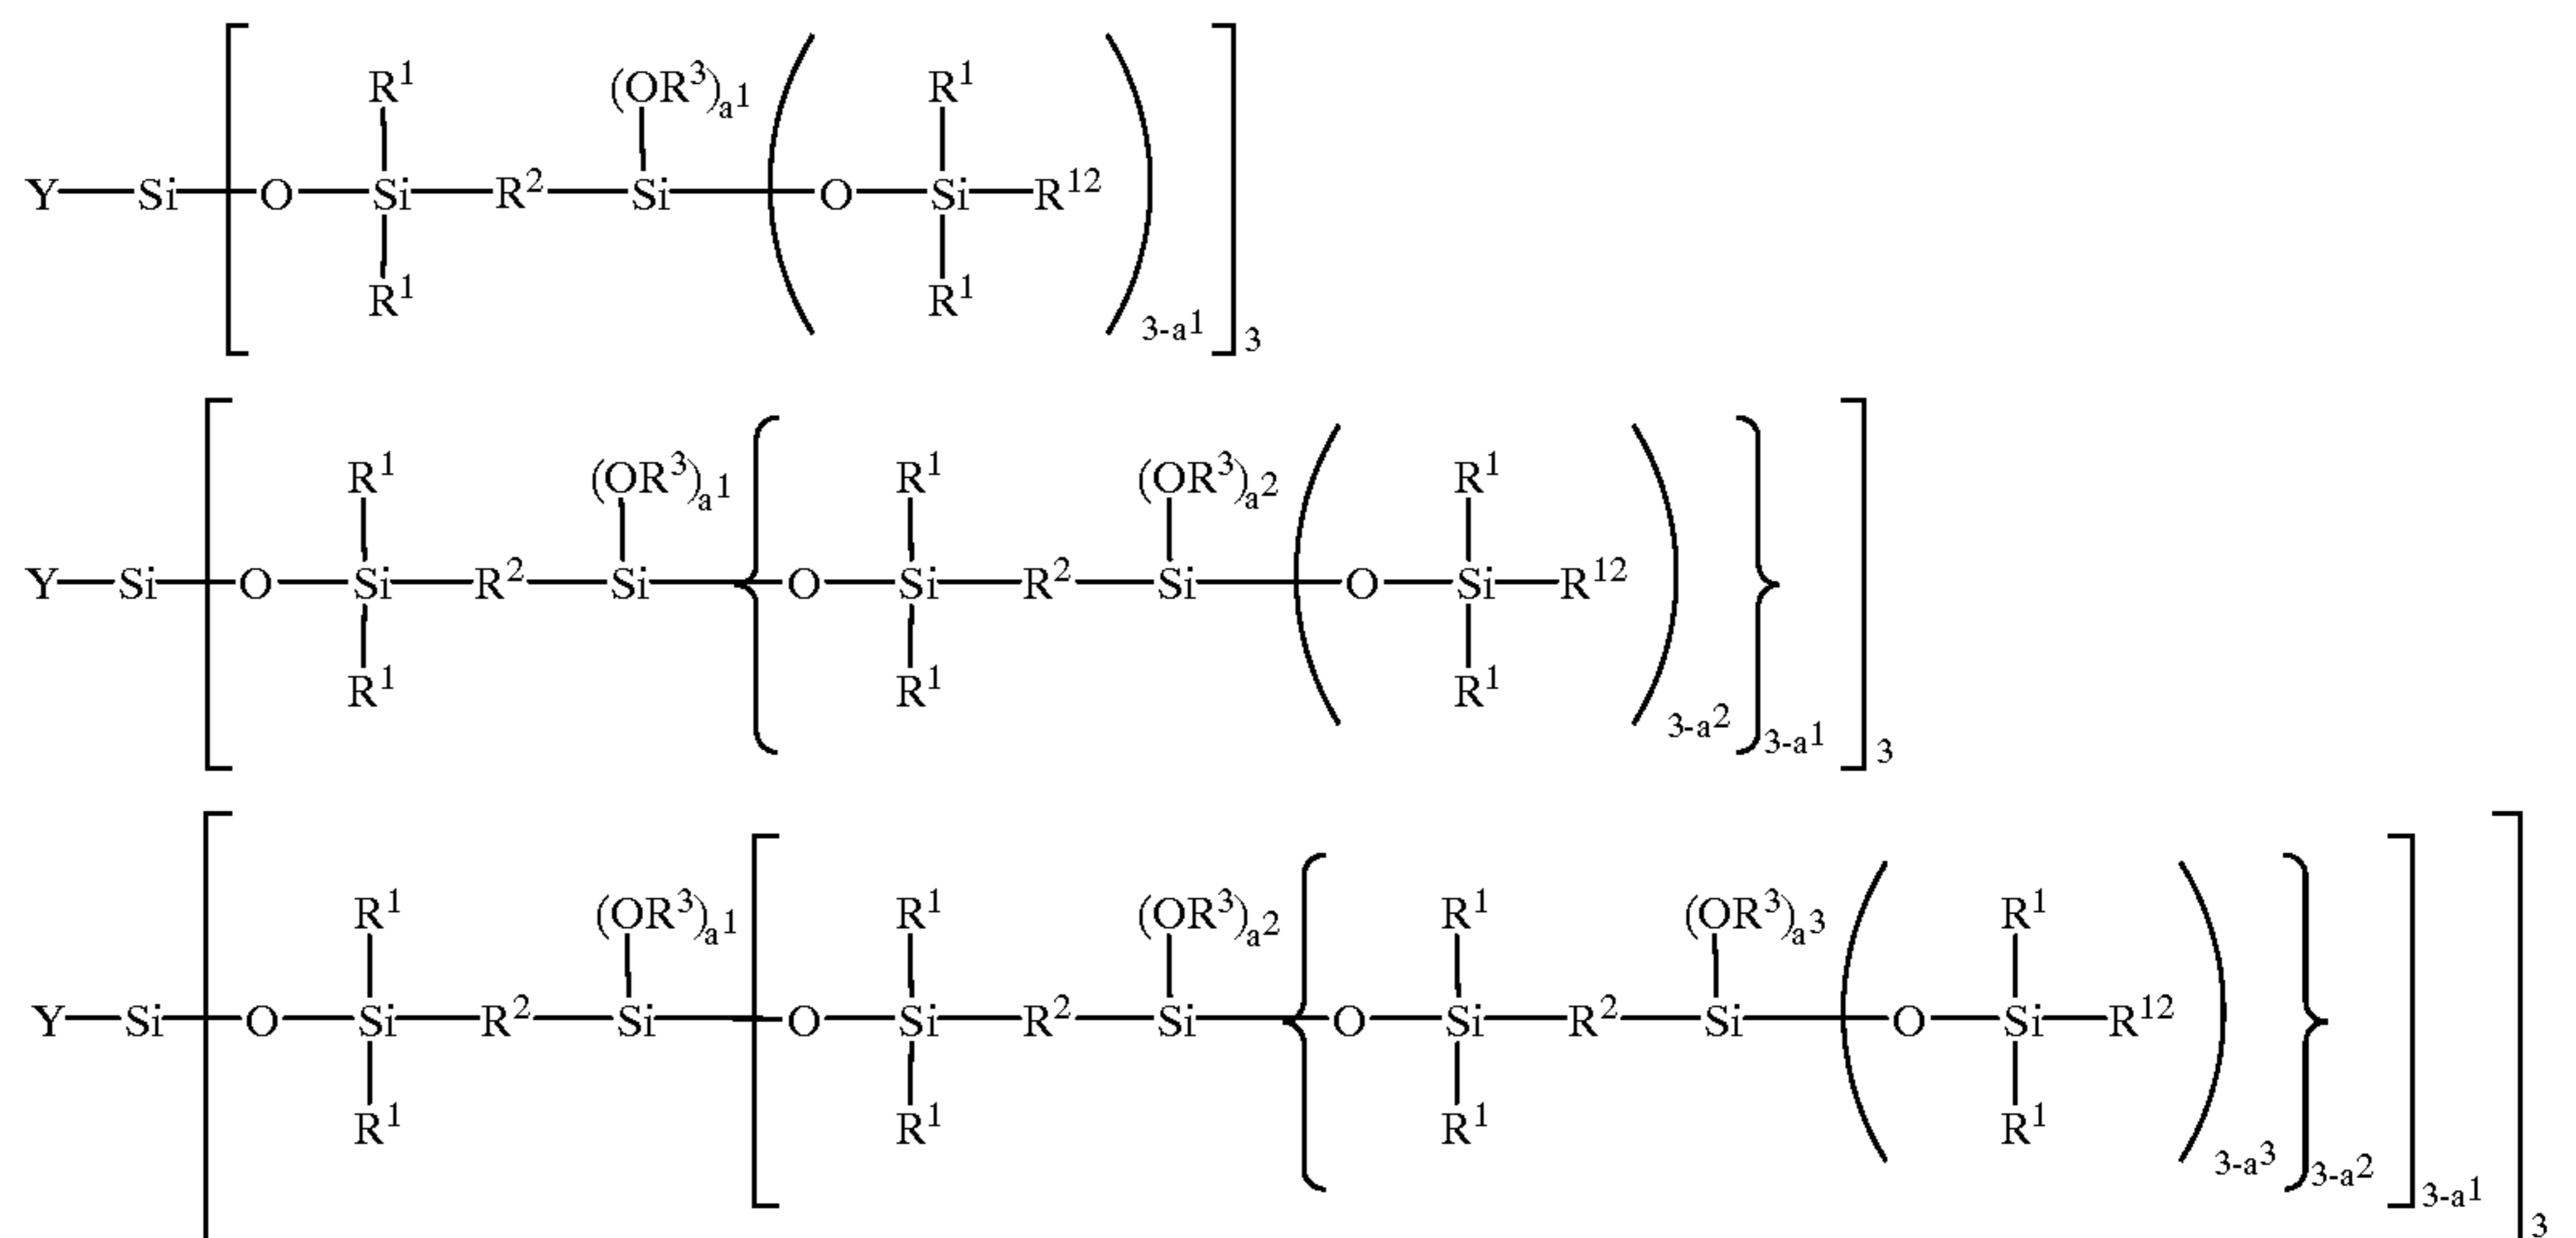 R¹ (OR³)ₐ1 R¹
Y—Si[O—Si—R²—Si(O—Si—R¹²)3-a1]3
R¹ R¹
R¹ (OR³)a1 R¹ (OR³)a2 R¹
Y—Si[O—Si—R²—Si{O—Si—R²—Si(O—Si—R¹²)3-a2}3-a1]3
R¹ R¹ R¹
R¹ (OR³)a1 R¹ (OR³)a2 R¹ (OR³)a3 R¹
Y—Si[O—Si—R²—Si[O—Si—R²—Si{O—Si—R²—Si(O—Si—R¹²)3-a3}3-a2]3-a1]3
R¹ R¹ R¹ R¹